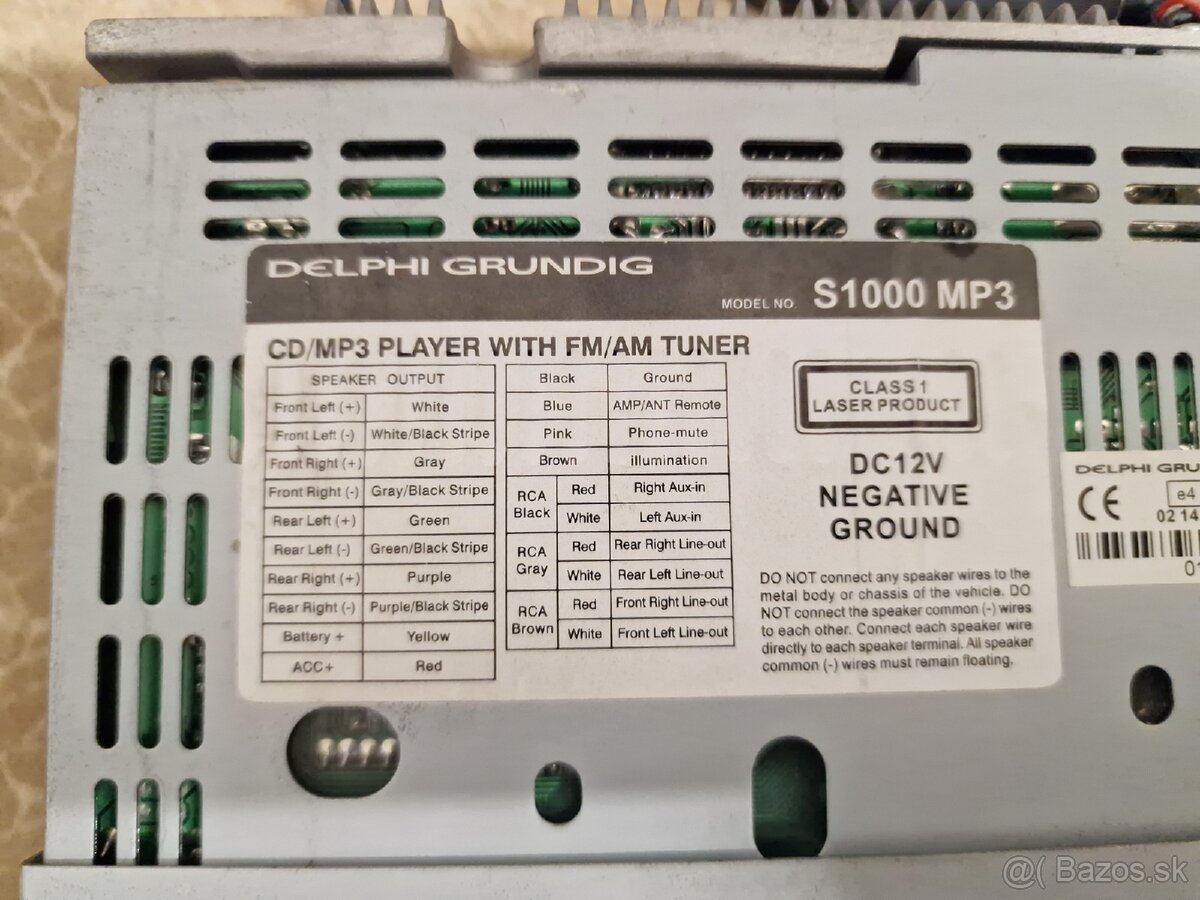 DELPHI GRUNDIG
MODEL NO. S1000 MP3
CD/MP3 PLAYER WITH FM/AM TUNER
SPEAKER OUTPUT
Front Left (+) White
Front Left (-) White/Black Stripe
Front Right (+) Gray
Front Right (-) Gray/Black Stripe
Rear Left (+) Green
Rear Left (-) Green/Black Stripe
Rear Right (+) Purple
Rear Right (-) Purple/Black Stripe
Battery + Yellow
ACC+ Red
Black Ground
Blue AMP/ANT Remote
Pink Phone-mute
Brown illumination
RCA Black Red Right Aux-in
White Left Aux-in
RCA Gray Red Rear Right Line-out
White Rear Left Line-out
RCA Brown Red Front Right Line-out
White Front Left Line-out
CLASS 1
LASER PRODUCT
DC12V
NEGATIVE
GROUND
DO NOT connect any speaker wires to the
metal body or chassis of the vehicle. DO
NOT connect the speaker common (-) wires
to each other. Connect each speaker wire
directly to each speaker terminal. All speaker
common (-) wires must remain floating.
DELPHI GRU
CE e4
02 14
01
@( Bazos.sk